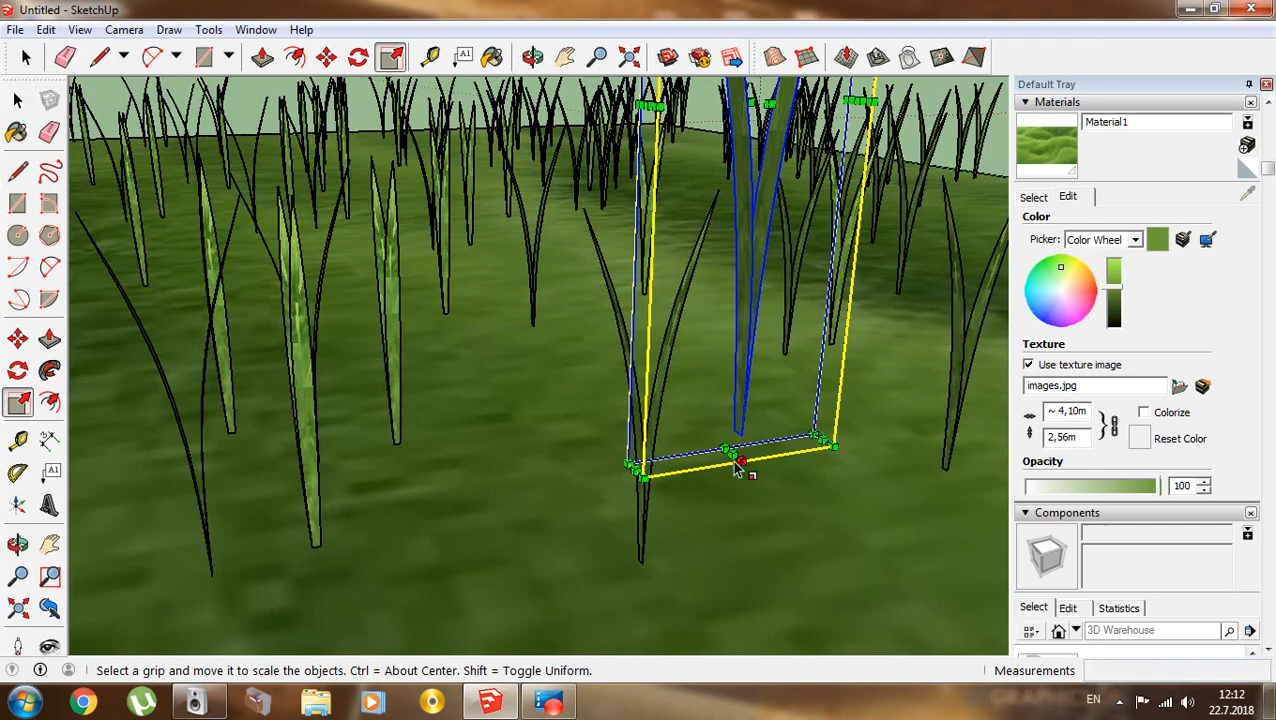 Untitled - SketchUp
File Edit View Camera Draw Tools Window Help
A1
Default Tray
Materials
Material1
Select Edit
Color
Picker: Color Wheel
Texture
Use texture image
images.jpg
~ 4,10m
Colorize
2,56m
Reset Color
Opacity
100
Components
A1
Select Edit Statistics
3D Warehouse
Select a grip and move it to scale the objects. Ctrl = About Center. Shift = Toggle Uniform.
Measurements
EN
12:12
22.7.2018